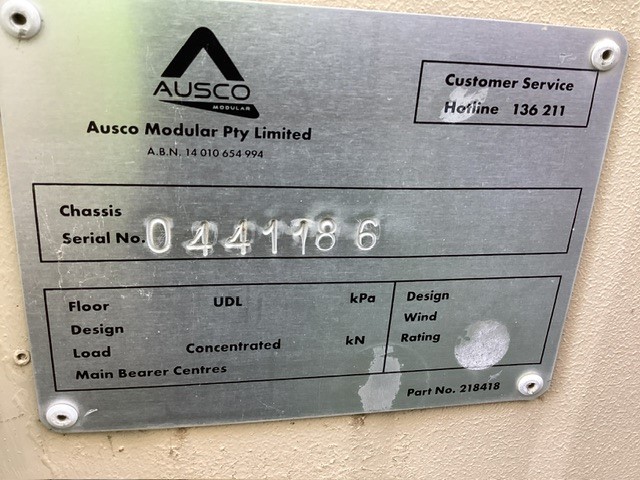 AUSCO
MODULAR
Ausco Modular Pty Limited
A.B.N. 14 010 654 994
Customer Service
Hotline 136 211
Chassis
Serial No. 0441186
Floor
Design
Load
UDL kPa
Concentrated kN
Main Bearer Centres
Design
Wind
Rating
Part No. 218418